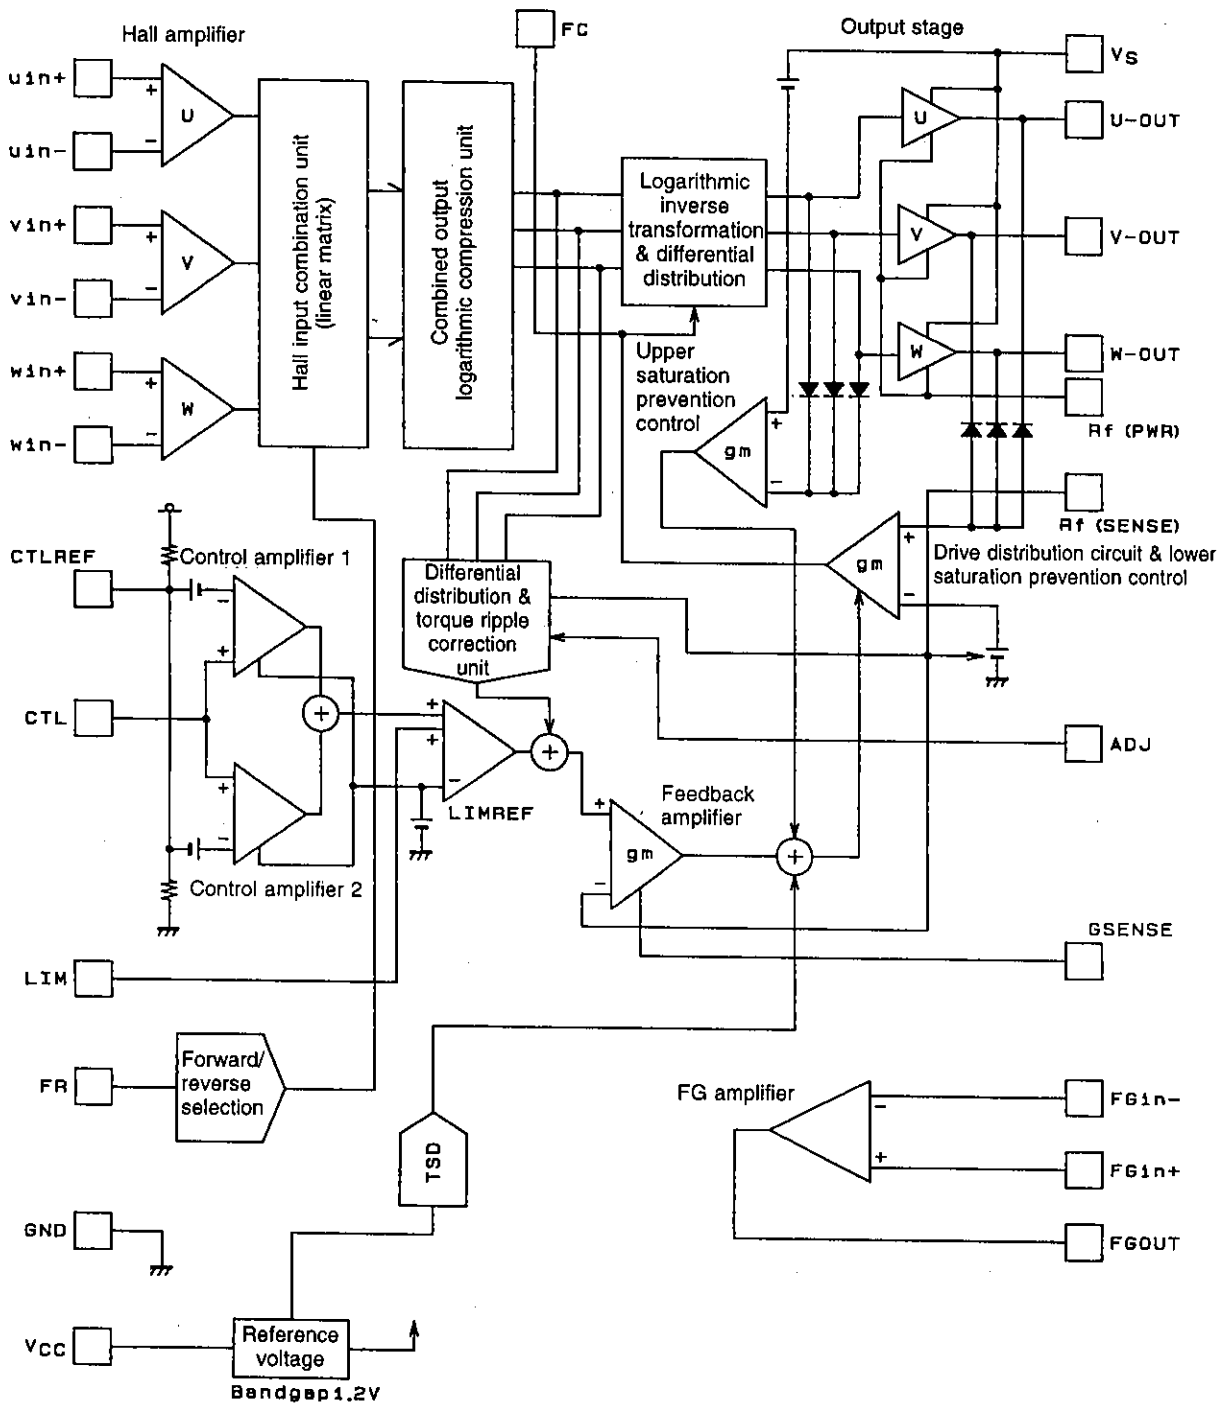 Hall amplifier
FC
Output stage
uin+
uin-
vin+
vin-
win+
win-
+
-
U
+
-
V
+
-
W
Hall input combination unit
(linear matrix)
Combined output
logarithmic compression unit
Logarithmic
inverse
transformation
& differential
distribution
U
V
W
VS
U-OUT
V-OUT
W-OUT
Rf (PWR)
Rf (SENSE)
Upper
saturation
prevention
control
gm
+
-
gm
+
-
Drive distribution circuit & lower
saturation prevention control
CTLREF
Control amplifier 1
-
+
Differential
distribution &
torque ripple
correction
unit
CTL
+
+
-
Control amplifier 2
+
+
-
LIMREF
+
ADJ
Feedback
amplifier
+
-
gm
+
GSENSE
LIM
FR
Forward/
reverse
selection
TSD
FG amplifier
-
+
FGin-
FGin+
FGOUT
GND
VCC
Reference
voltage
Bandgap1.2V